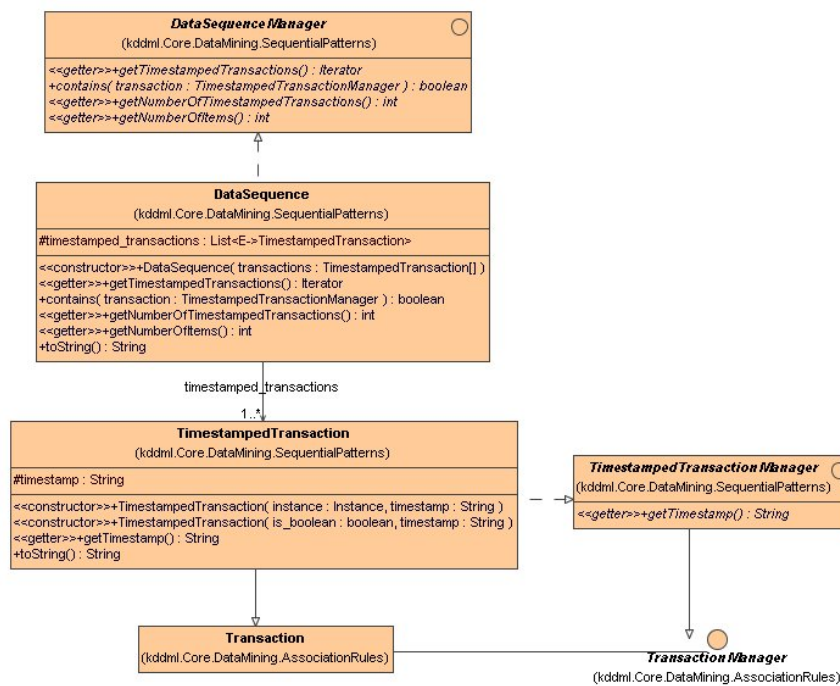 DataSequenceManager
(kddml.Core.DataMining.SequentialPatterns)
<<getter>>+getTimestampedTransactions() : Iterator
+contains( transaction : TimestampedTransactionManager ) : boolean
<<getter>>+getNumberOfTimestampedTransactions() : int
<<getter>>+getNumberOfItems() : int
DataSequence
(kddml.Core.DataMining.SequentialPatterns)
#timestamped_transactions : List<E->TimestampedTransaction>
<<constructor>>+DataSequence( transactions : TimestampedTransaction[] )
<<getter>>+getTimestampedTransactions() : Iterator
+contains( transaction : TimestampedTransactionManager ) : boolean
<<getter>>+getNumberOfTimestampedTransactions() : int
<<getter>>+getNumberOfItems() : int
+toString() : String
timestamped_transactions
1..*
TimestampedTransaction
(kddml.Core.DataMining.SequentialPatterns)
#timestamp : String
<<constructor>>+TimestampedTransaction( instance : Instance, timestamp : String )
<<constructor>>+TimestampedTransaction( is_boolean : boolean, timestamp : String )
<<getter>>+getTimestamp() : String
+toString() : String
TimestampedTransactionManager
(kddml.Core.DataMining.SequentialPatterns)
<<getter>>+getTimestamp() : String
Transaction
(kddml.Core.DataMining.AssociationRules)
TransactionManager
(kddml.Core.DataMining.AssociationRules)